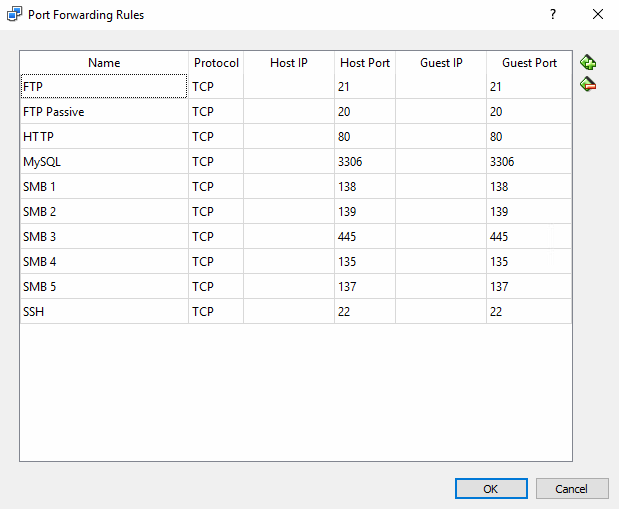 Port Forwarding Rules ?
Name Protocol Host IP Host Port Guest IP Guest Port
FTP TCP 21 21
FTP Passive TCP 20 20
HTTP TCP 80 80
MySQL TCP 3306 3306
SMB 1 TCP 138 138
SMB 2 TCP 139 139
SMB 3 TCP 445 445
SMB 4 TCP 135 135
SMB 5 TCP 137 137
SSH TCP 22 22
OK Cancel